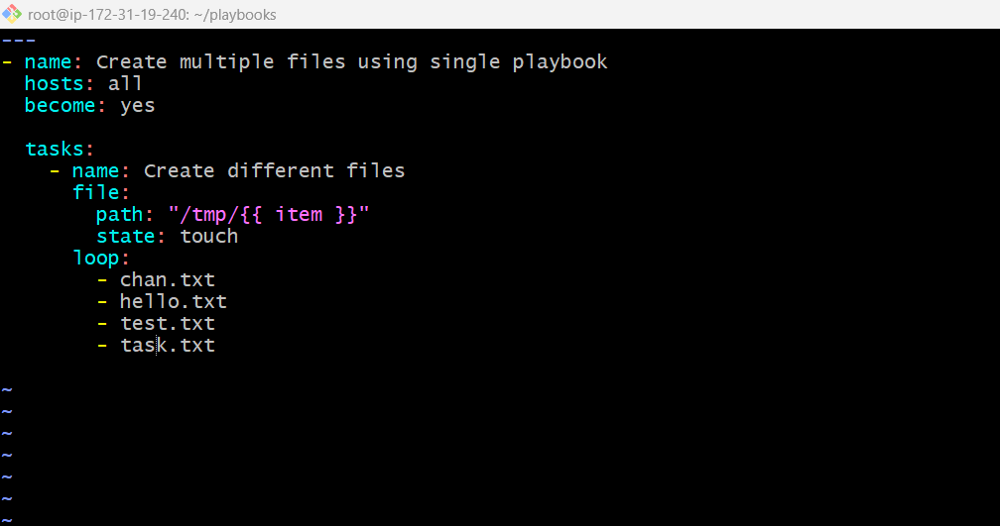 root@ip-172-31-19-240: ~/playbooks
---
- name: Create multiple files using single playbook
  hosts: all
  become: yes

  tasks:
    - name: Create different files
      file:
        path: "/tmp/{{ item }}"
        state: touch
      loop:
        - chan.txt
        - hello.txt
        - test.txt
        - task.txt

~
~
~
~
~
~
~